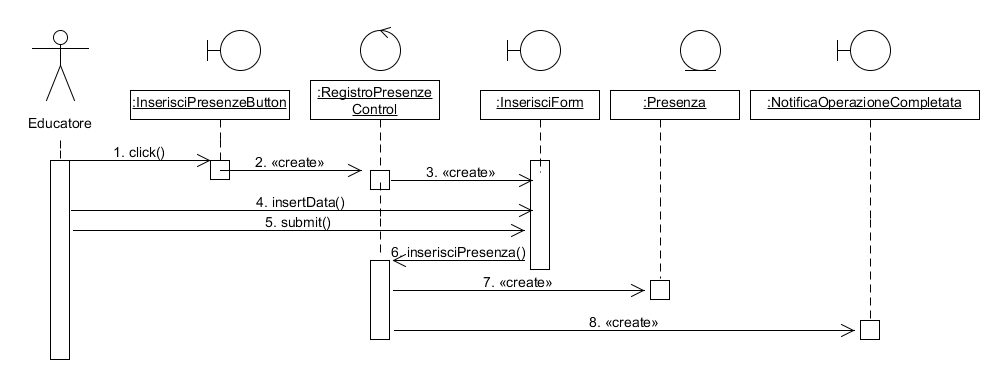 :InserisciPresenzeButton
:RegistroPresenze
Control
:InserisciForm
:Presenza
:NotificaOperazioneCompletata
Educatore
1. click()
2. «create»
3. «create»
4. insertData()
5. submit()
6. inserisciPresenza()
7. «create»
8. «create»